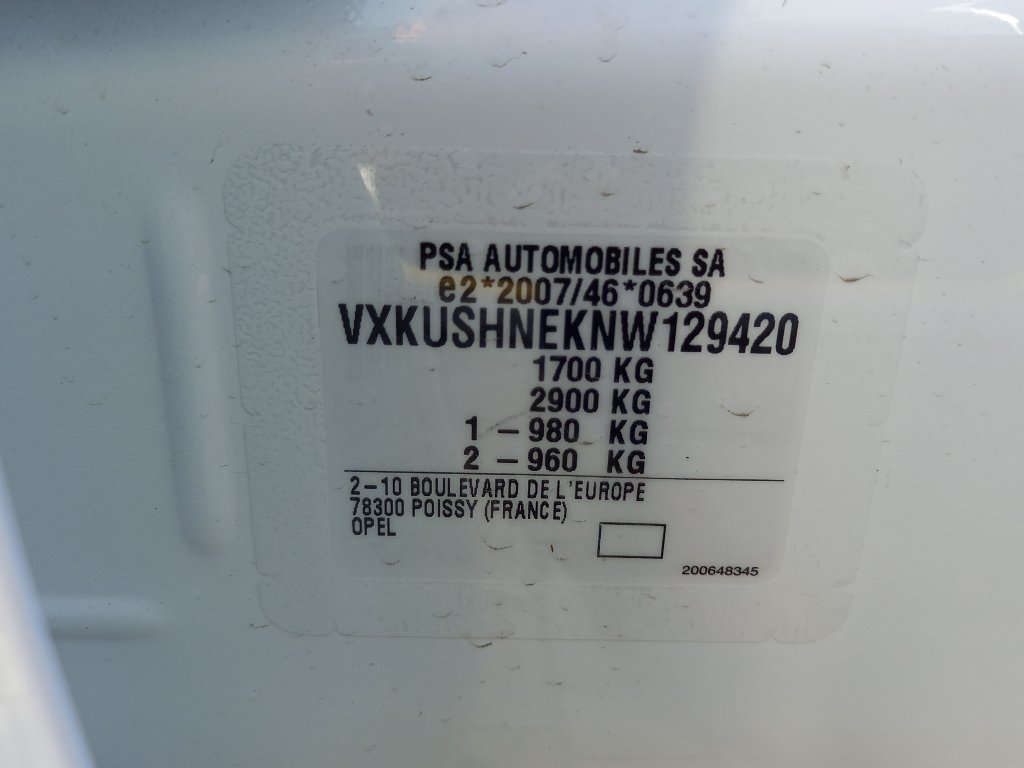 PSA AUTOMOBILES SA
e2*2007/46*0639
VXKUSHNEKNW129420
1700 KG
2900 KG
1 – 980 KG
2 – 960 KG
2–10 BOULEVARD DE L'EUROPE
78300 POISSY (FRANCE)
OPEL
200648345